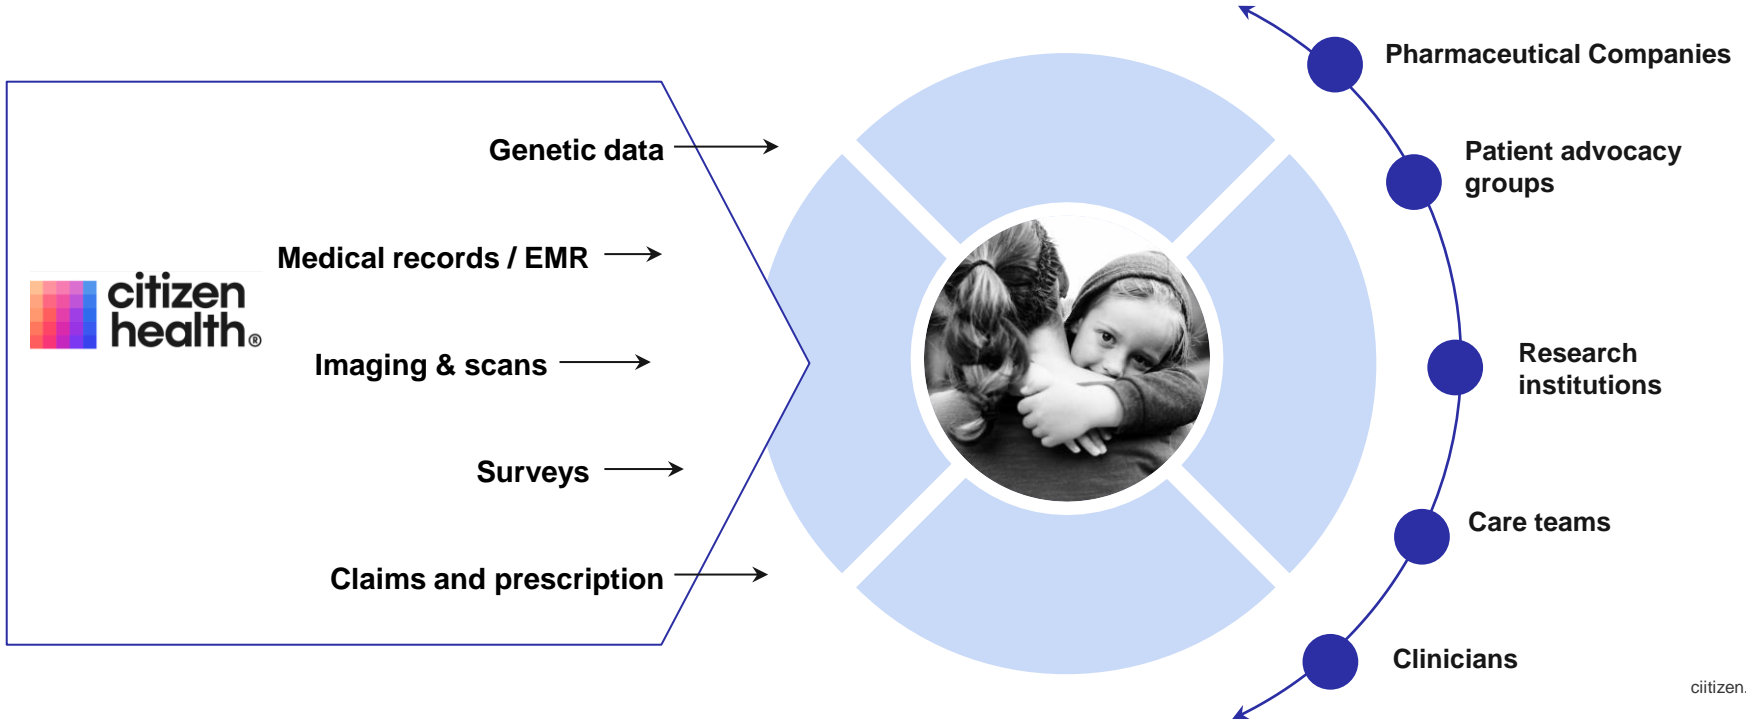 citizen
health®
Genetic data
Medical records / EMR
Imaging & scans
Surveys
Claims and prescription
Pharmaceutical Companies
Patient advocacy
groups
Research
institutions
Care teams
Clinicians
ciitizen.